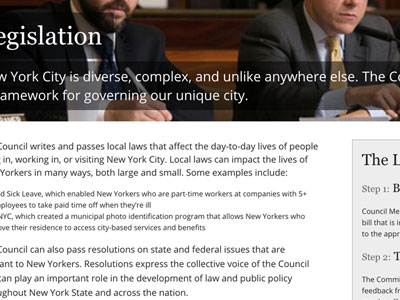 egislation
w York City is diverse, complex, and unlike anywhere else. The Co
amework for governing our unique city.
Council writes and passes local laws that affect the day-to-day lives of people
g in, working in, or visiting New York City. Local laws can impact the lives of
Yorkers in many ways, both large and small. Some examples include:
d Sick Leave, which enabled New Yorkers who are part-time workers at companies with 5+
ployees to take paid time off when they're ill
NYC, which created a municipal photo identification program that allows New Yorkers who
ove their residence to access city-based services and benefits
Council can also pass resolutions on state and federal issues that are
ant to New Yorkers. Resolutions express the collective voice of the Council
can play an important role in the development of law and public policy
ughout New York State and across the nation.
The L
Step 1: B
Council Me
bill that is i
to the appr
Step 2: T
The Commi
feedback fr